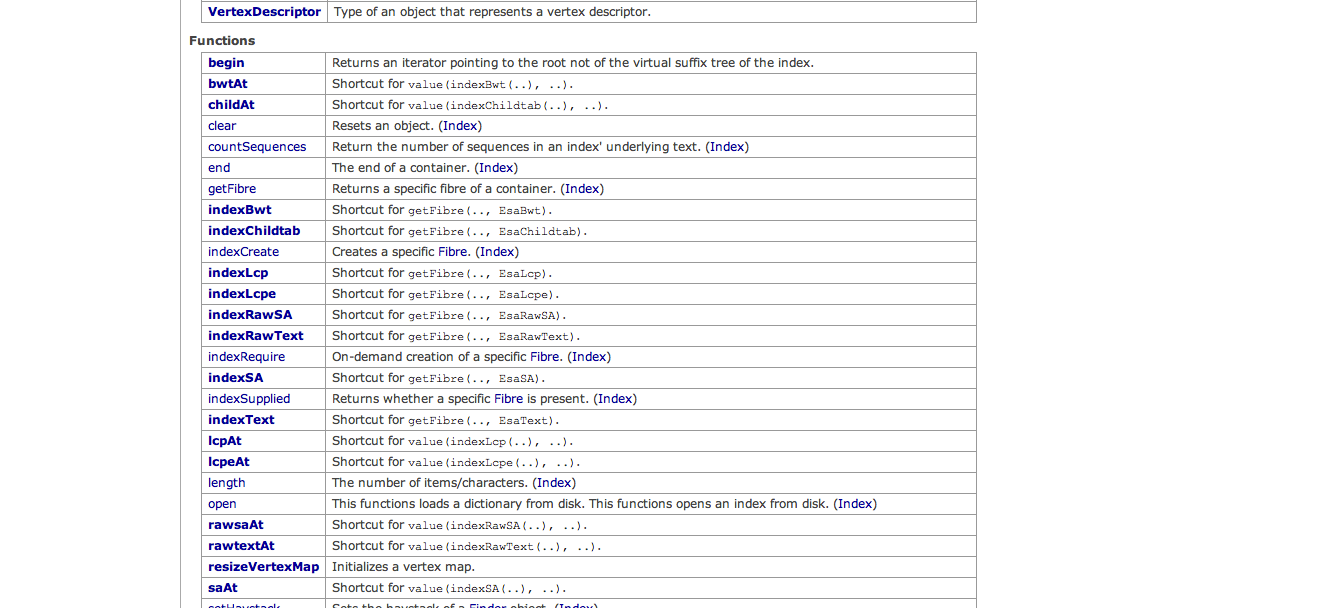 VertexDescriptor Type of an object that represents a vertex descriptor.
Functions
begin Returns an iterator pointing to the root not of the virtual suffix tree of the index.
bwtAt Shortcut for value(indexBwt(..), ..).
childAt Shortcut for value(indexChildtab(..), ..).
clear Resets an object. (Index)
countSequences Return the number of sequences in an index' underlying text. (Index)
end The end of a container. (Index)
getFibre Returns a specific fibre of a container. (Index)
indexBwt Shortcut for getFibre(.., EsaBwt).
indexChildtab Shortcut for getFibre(.., EsaChildtab).
indexCreate Creates a specific Fibre. (Index)
indexLcp Shortcut for getFibre(.., EsaLcp).
indexLcpe Shortcut for getFibre(.., EsaLcpe).
indexRawSA Shortcut for getFibre(.., EsaRawSA).
indexRawText Shortcut for getFibre(.., EsaRawText).
indexRequire On-demand creation of a specific Fibre. (Index)
indexSA Shortcut for getFibre(.., EsaSA).
indexSupplied Returns whether a specific Fibre is present. (Index)
indexText Shortcut for getFibre(.., EsaText).
lcpAt Shortcut for value(indexLcp(..), ..).
lcpeAt Shortcut for value(indexLcpe(..), ..).
length The number of items/characters. (Index)
open This functions loads a dictionary from disk. This functions opens an index from disk. (Index)
rawsaAt Shortcut for value(indexRawSA(..), ..).
rawtextAt Shortcut for value(indexRawText(..), ..).
resizeVertexMap Initializes a vertex map.
saAt Shortcut for value(indexSA(..), ..).
setHaystack Sets the haystack of a Finder object. (Index)